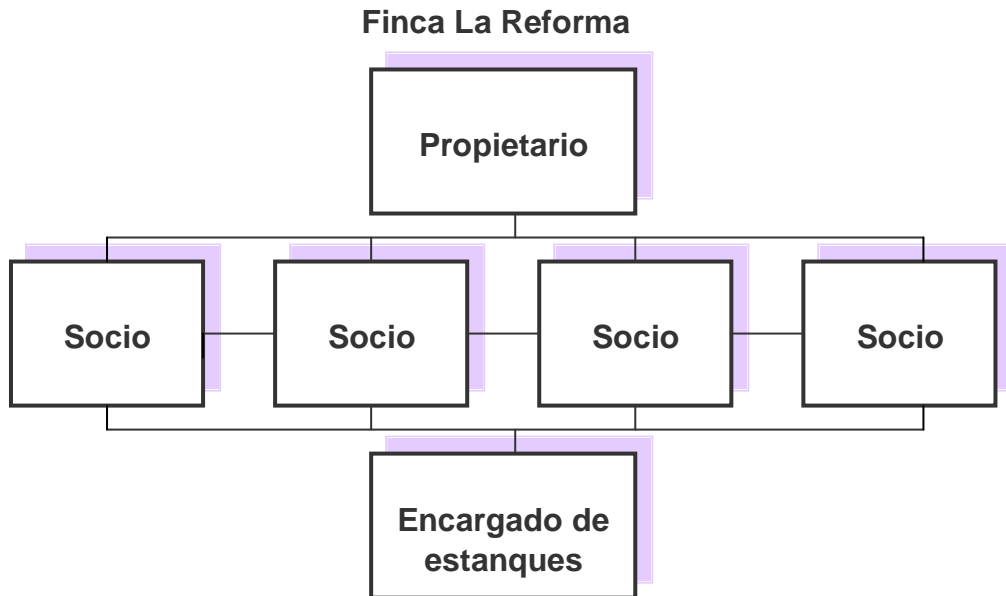 Finca La Reforma
Propietario
Socio
Socio
Socio
Socio
Encargado de
estanques